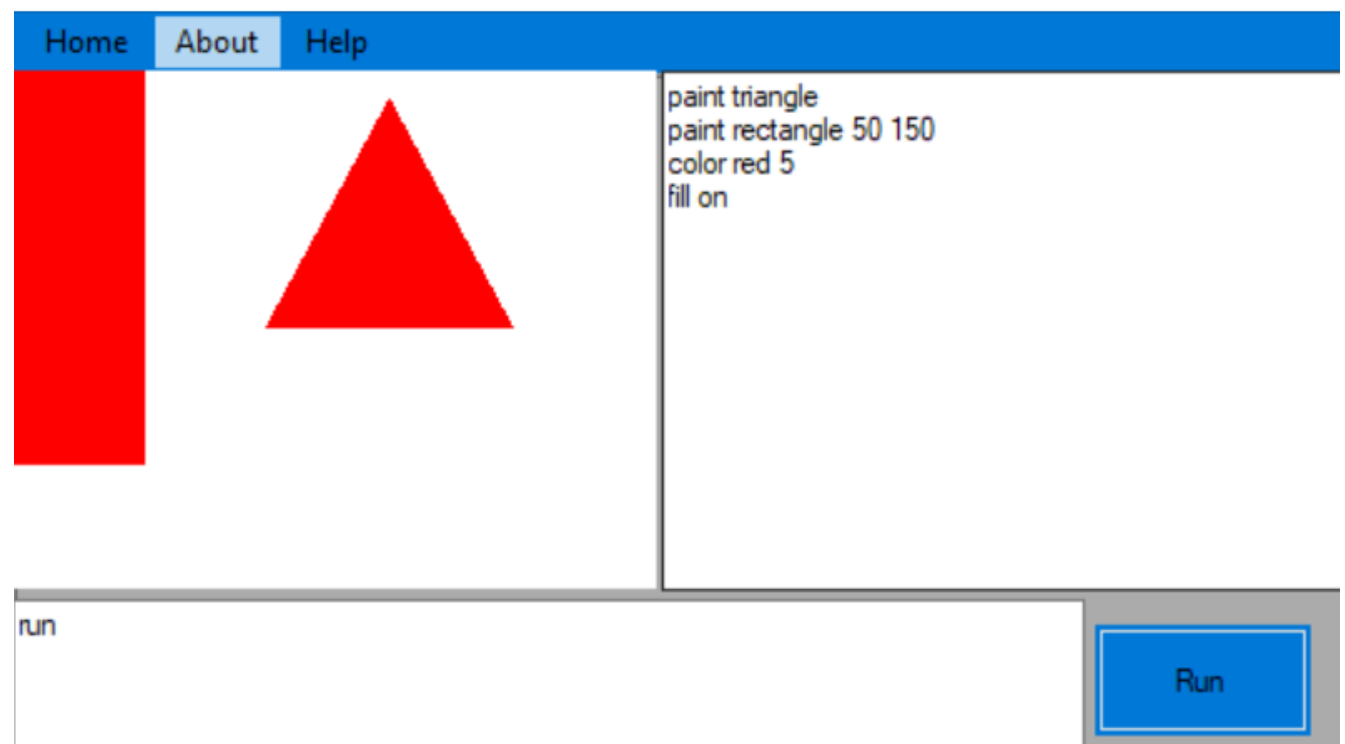 Home About Help
paint triangle
paint rectangle 50 150
color red 5
fill on
run
Run